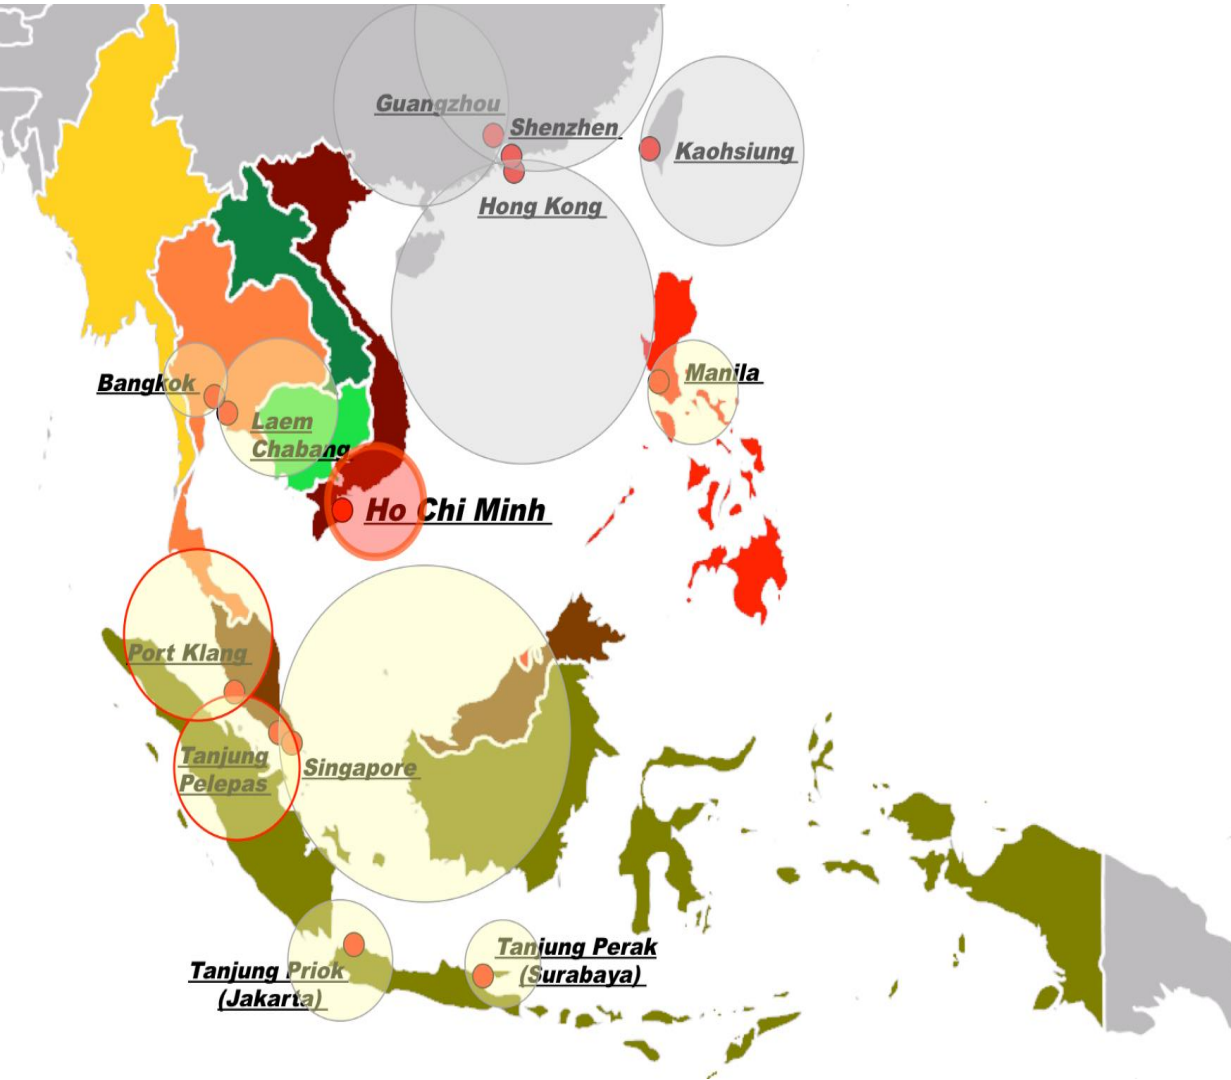 Guangzhou
Shenzhen
Kaohsiung
Hong Kong
Bangkok
Manila
Laem
Chabang
Ho Chi Minh
Port Klang
Tanjung
Pelepas
Singapore
Tanjung Perak
(Surabaya)
Tanjung Priok
(Jakarta)